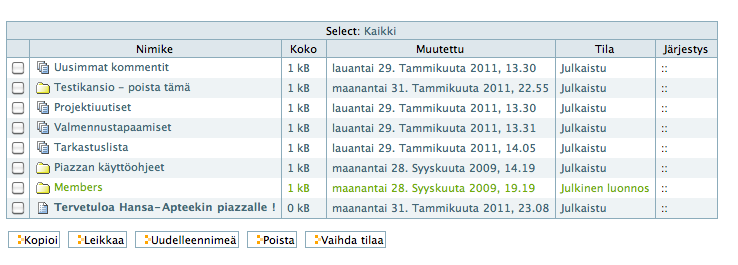 Select: Kaikki
Nimike Koko Muutettu Tila Järjestys
Uusimmat kommentit 1 kB lauantai 29. Tammikuuta 2011, 13.30 Julkaistu ::
Testikansio - poista tämä 1 kB maanantai 31. Tammikuuta 2011, 22.55 Julkaistu ::
Projektiuutiset 1 kB lauantai 29. Tammikuuta 2011, 13.30 Julkaistu ::
Valmennustapaamiset 1 kB lauantai 29. Tammikuuta 2011, 13.31 Julkaistu ::
Tarkastuslista 1 kB lauantai 29. Tammikuuta 2011, 14.05 Julkaistu ::
Piazzan käyttöohjeet 1 kB maanantai 28. Syyskuuta 2009, 14.19 Julkaistu ::
Members 1 kB maanantai 28. Syyskuuta 2009, 19.19 Julkinen luonnos ::
Tervetuloa Hansa-Apteekin piazzalle ! 0 kB maanantai 31. Tammikuuta 2011, 23.08 Julkaistu ::
Kopioi Leikkaa Uudelleennimeä Poista Vaihda tilaa